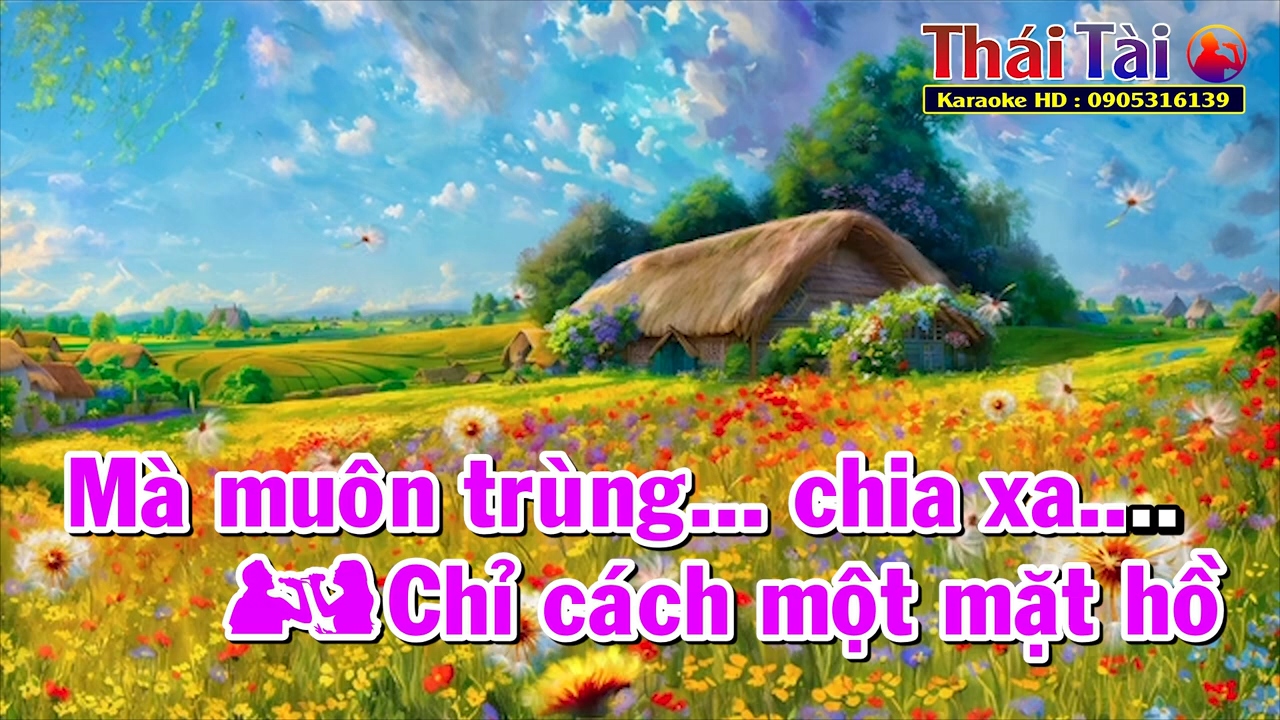 Thái Tài
Karaoke HD : 0905316139
Mà muôn trùng... chia xa....
Chỉ cách một mặt hồ